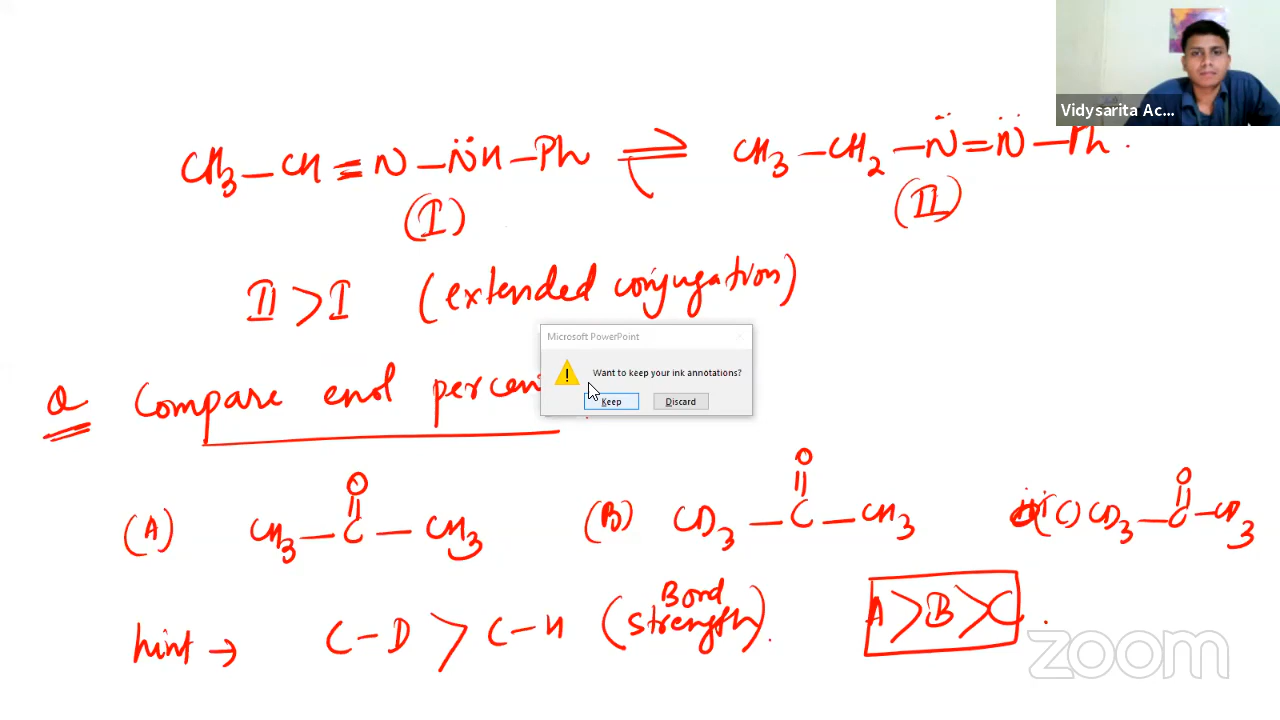 Vidysarita Ac...
CH3 — CH = N — N̈H — Ph ⇌ CH3 — CH2 — N̈ = N̈ — Ph.
(I) (II)
II > I (extended conjugation)
Microsoft PowerPoint
Want to keep your ink annotations?
Keep Discard
Q Compare enol percen
(A) CH3 — C — CH3 (B) CD3 — C — CH3 (C) CD3 — C — CD3
O O O
hint → C - D > C - H (Bond strength). A > B > C.
zoom